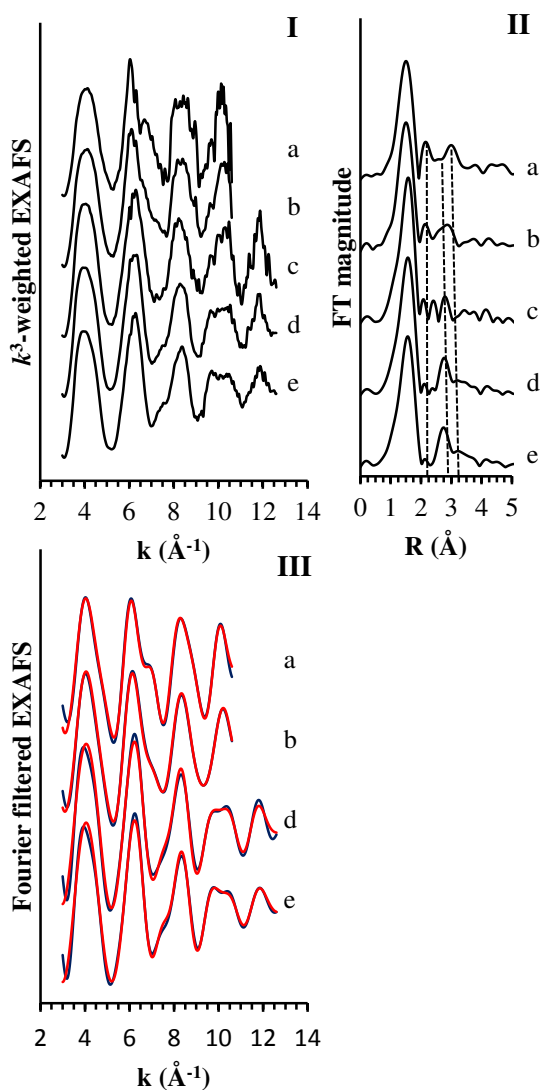 I
k³-weighted EXAFS
a
b
c
d
e
2 4 6 8 10 12 14
k (Å⁻¹)
II
FT magnitude
a
b
c
d
e
0 1 2 3 4 5
R (Å)
III
Fourier filtered EXAFS
a
b
d
e
2 4 6 8 10 12 14
k (Å⁻¹)